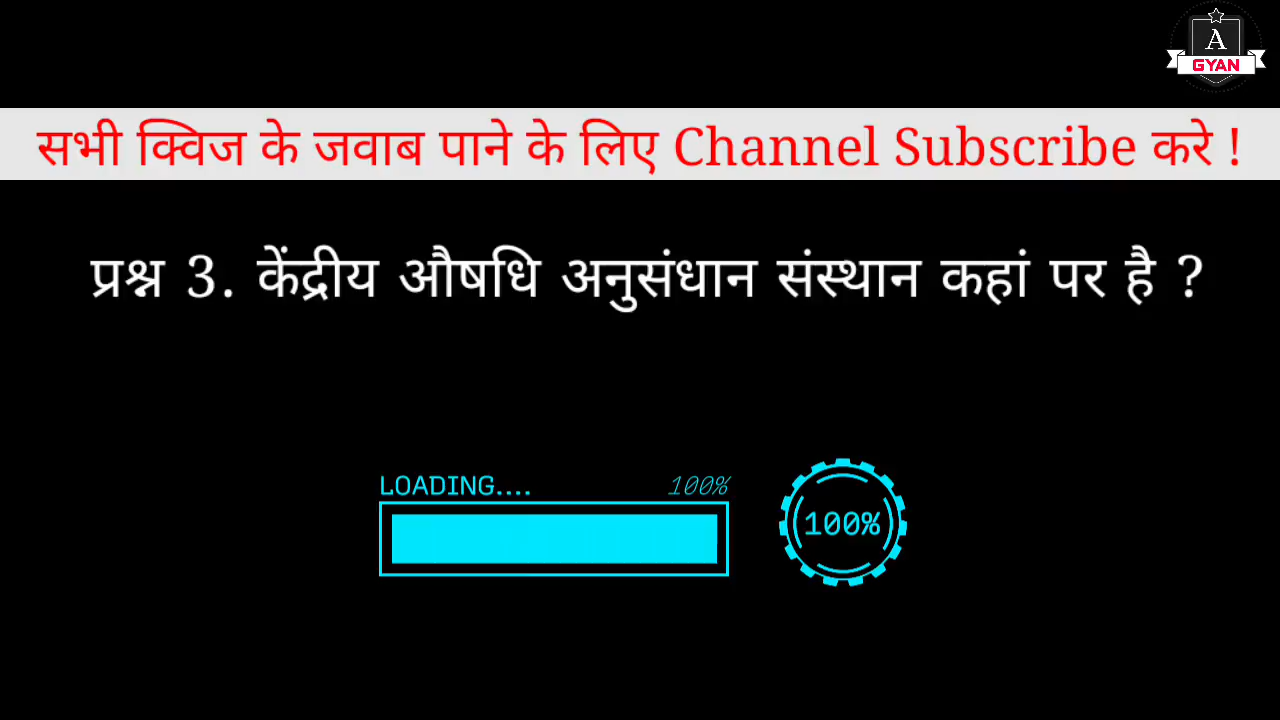 A
GYAN
सभी क्विज के जवाब पाने के लिए Channel Subscribe करे !
प्रश्न 3. केंद्रीय औषधि अनुसंधान संस्थान कहां पर है ?
LOADING.... 100%
100%